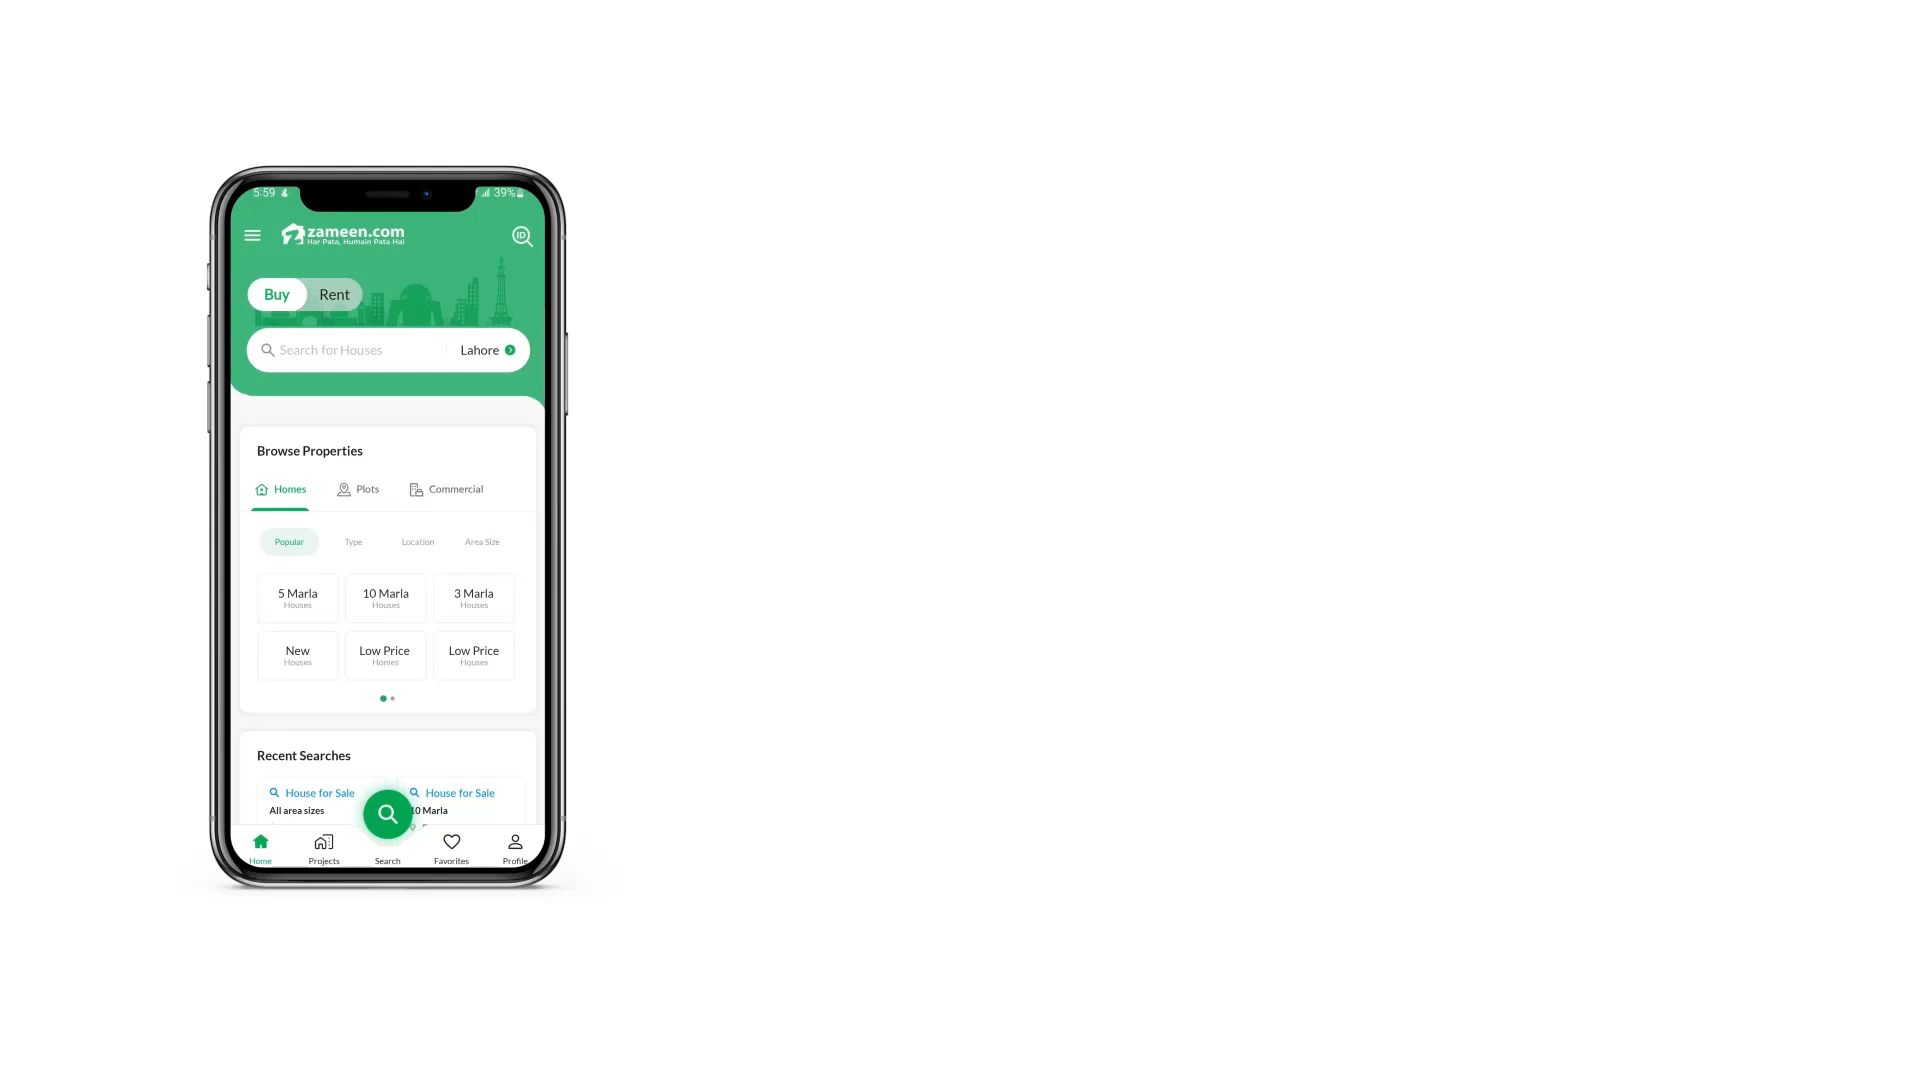 5:59
39%
zameen.com
Har Pata, Humain Pata Hai
ID
Buy Rent
Search for Houses Lahore
Browse Properties
Homes Plots Commercial
Popular Type Location Area Size
5 Marla 10 Marla 3 Marla
Houses Houses Houses
New Low Price Low Price
Houses Homes Houses
Recent Searches
House for Sale House for Sale
All area sizes 10 Marla
Home Projects Search Favorites Profile